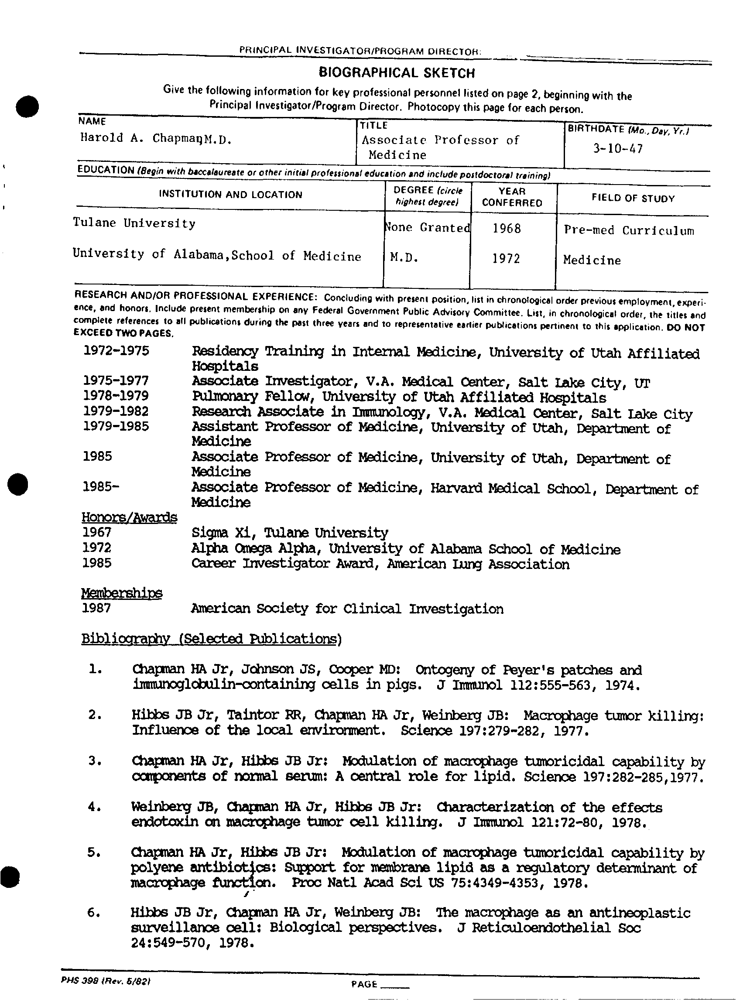 PRINCIPAL INVESTIGATOR/PROGRAM DIRECTOR:
BIOGRAPHICAL SKETCH
Give the following information for key professional personnel listed on page 2, beginning with the
Principal Investigator/Program Director. Photocopy this page for each person.
NAME
Harold A. Chapman M.D.
TITLE
Associate Professor of
Medicine
BIRTHDATE (Mo., Day, Yr.)
3-10-47
EDUCATION (Begin with baccalaureate or other initial professional education and include postdoctoral training)
INSTITUTION AND LOCATION
DEGREE (circle
highest degree)
YEAR
CONFERRED
FIELD OF STUDY
Tulane University
None Granted
1968
Pre-med Curriculum
University of Alabama,School of Medicine
M.D.
1972
Medicine
RESEARCH AND/OR PROFESSIONAL EXPERIENCE: Concluding with present position, list in chronological order previous employment, experi-
ence, and honors. Include present membership on any Federal Government Public Advisory Committee. List, in chronological order, the titles and
complete references to all publications during the past three years and to representative earlier publications pertinent to this application. DO NOT
EXCEED TWO PAGES.
1972-1975 Residency Training in Internal Medicine, University of Utah Affiliated
Hospitals
1975-1977 Associate Investigator, V.A. Medical Center, Salt Lake City, UT
1978-1979 Pulmonary Fellow, University of Utah Affiliated Hospitals
1979-1982 Research Associate in Immunology, V.A. Medical Center, Salt Lake City
1979-1985 Assistant Professor of Medicine, University of Utah, Department of
Medicine
1985 Associate Professor of Medicine, University of Utah, Department of
Medicine
1985- Associate Professor of Medicine, Harvard Medical School, Department of
Medicine
Honors/Awards
1967 Sigma Xi, Tulane University
1972 Alpha Omega Alpha, University of Alabama School of Medicine
1985 Career Investigator Award, American Lung Association
Memberships
1987 American Society for Clinical Investigation
Bibliography (Selected Publications)
1. Chapman HA Jr, Johnson JS, Cooper MD: Ontogeny of Peyer's patches and
immunoglobulin-containing cells in pigs. J Immunol 112:555-563, 1974.
2. Hibbs JB Jr, Taintor RR, Chapman HA Jr, Weinberg JB: Macrophage tumor killing:
Influence of the local environment. Science 197:279-282, 1977.
3. Chapman HA Jr, Hibbs JB Jr: Modulation of macrophage tumoricidal capability by
components of normal serum: A central role for lipid. Science 197:282-285,1977.
4. Weinberg JB, Chapman HA Jr, Hibbs JB Jr: Characterization of the effects
endotoxin on macrophage tumor cell killing. J Immunol 121:72-80, 1978.
5. Chapman HA Jr, Hibbs JB Jr: Modulation of macrophage tumoricidal capability by
polyene antibiotics: Support for membrane lipid as a regulatory determinant of
macrophage function. Proc Natl Acad Sci US 75:4349-4353, 1978.
6. Hibbs JB Jr, Chapman HA Jr, Weinberg JB: The macrophage as an antineoplastic
surveillance cell: Biological perspectives. J Reticuloendothelial Soc
24:549-570, 1978.
PHS 398 (Rev. 5/82)
PAGE